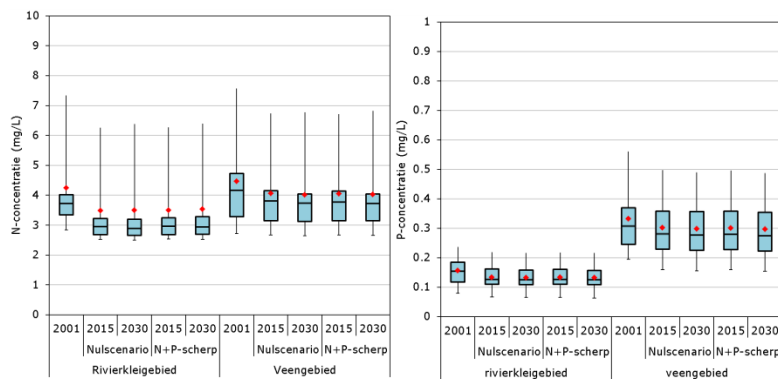 10
9
8
7
6
5
4
3
2
1
0
N-concentratie (mg/L)
2001 2015 2030 2015 2030 2001 2015 2030 2015 2030
Nulscenario N+P-scherp Nulscenario N+P-scherp
Rivierkleigebied Veengebied
1
0.9
0.8
0.7
0.6
0.5
0.4
0.3
0.2
0.1
0
P-concentratie (mg/L)
2001 2015 2030 2015 2030 2001 2015 2030 2015 2030
Nulscenario N+P-scherp Nulscenario N+P-scherp
rivierkleigebied veengebied